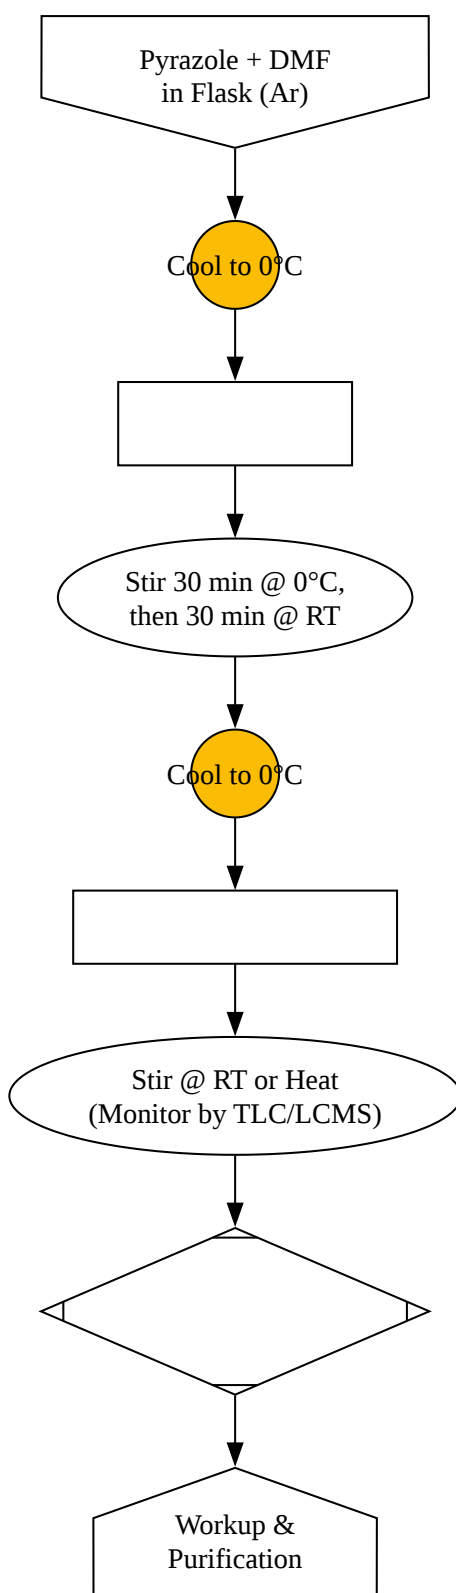 Pyrazole + DMF
in Flask (Ar)
Cool to 0°C
Stir 30 min @ 0°C,
then 30 min @ RT
Cool to 0°C
Stir @ RT or Heat
(Monitor by TLC/LCMS)
Workup &
Purification